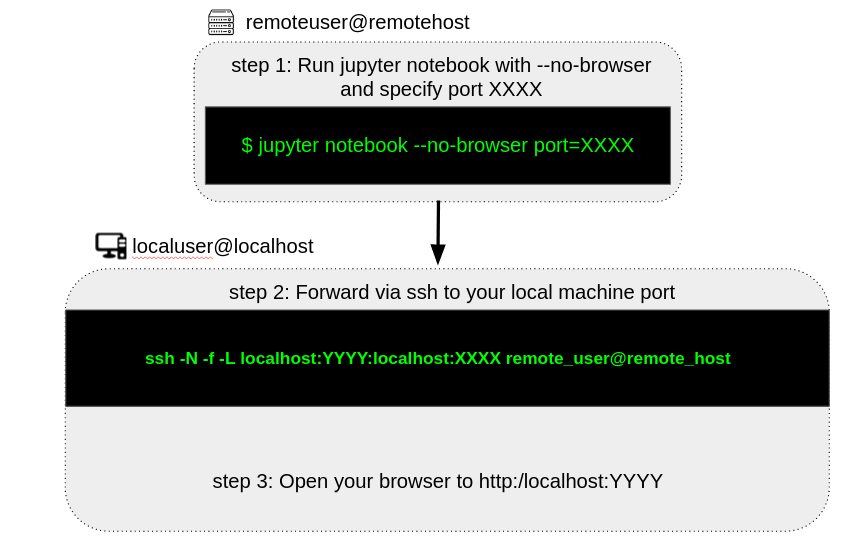 remoteuser@remotehost
step 1: Run jupyter notebook with --no-browser
and specify port XXXX
$ jupyter notebook --no-browser port=XXXX
localuser@localhost
step 2: Forward via ssh to your local machine port
ssh -N -f -L localhost:YYYY:localhost:XXXX remote_user@remote_host
step 3: Open your browser to http:/localhost:YYYY